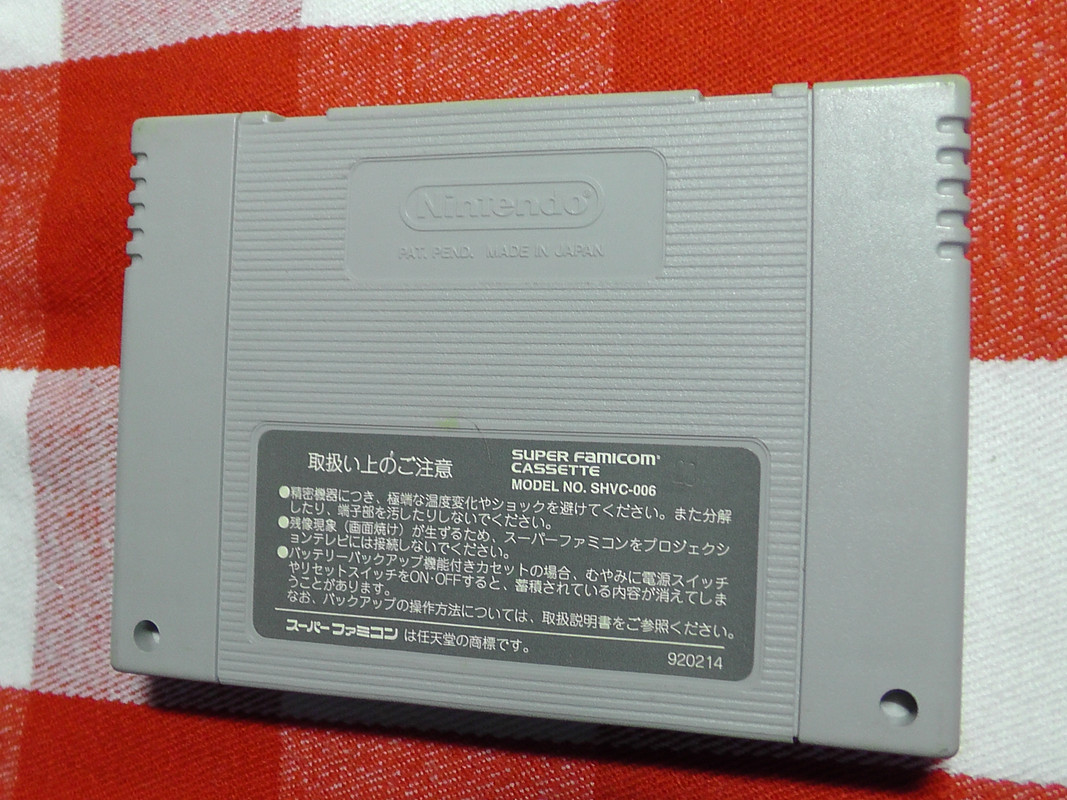 Nintendo
PAT. PEND. MADE IN JAPAN
取扱い上のご注意
SUPER FAMICOM
CASSETTE
MODEL NO. SHVC-006
●精密機器につき、極端な温度変化やショックを避けてください。また分解
したり、端子部を汚したりしないでください。
●残像現象（画面焼け）が生ずるため、スーパーファミコンをプロジェクシ
ョンテレビには接続しないでください。
●バッテリーバックアップ機能付きカセットの場合、むやみに電源スイッチ
やリセットスイッチをON・OFFすると、蓄積されている内容が消えてしま
うことがあります。
なお、バックアップの操作方法については、取扱説明書をご参照ください。
スーパーファミコン は任天堂の商標です。
920214